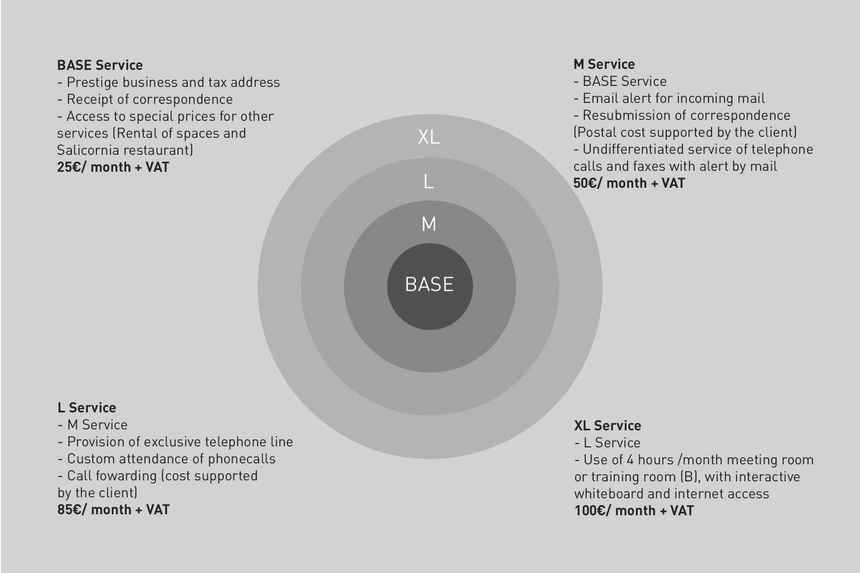 BASE Service
- Prestige business and tax address
- Receipt of correspondence
- Access to special prices for other
services (Rental of spaces and
Salicornia restaurant)
25€/ month + VAT
M Service
- BASE Service
- Email alert for incoming mail
- Resubmission of correspondence
(Postal cost supported by the client)
- Undifferentiated service of telephone
calls and faxes with alert by mail
50€/ month + VAT
XL
L
M
BASE
L Service
- M Service
- Provision of exclusive telephone line
- Custom attendance of phonecalls
- Call fowarding (cost supported
by the client)
85€/ month + VAT
XL Service
- L Service
- Use of 4 hours /month meeting room
or training room (B), with interactive
whiteboard and internet access
100€/ month + VAT